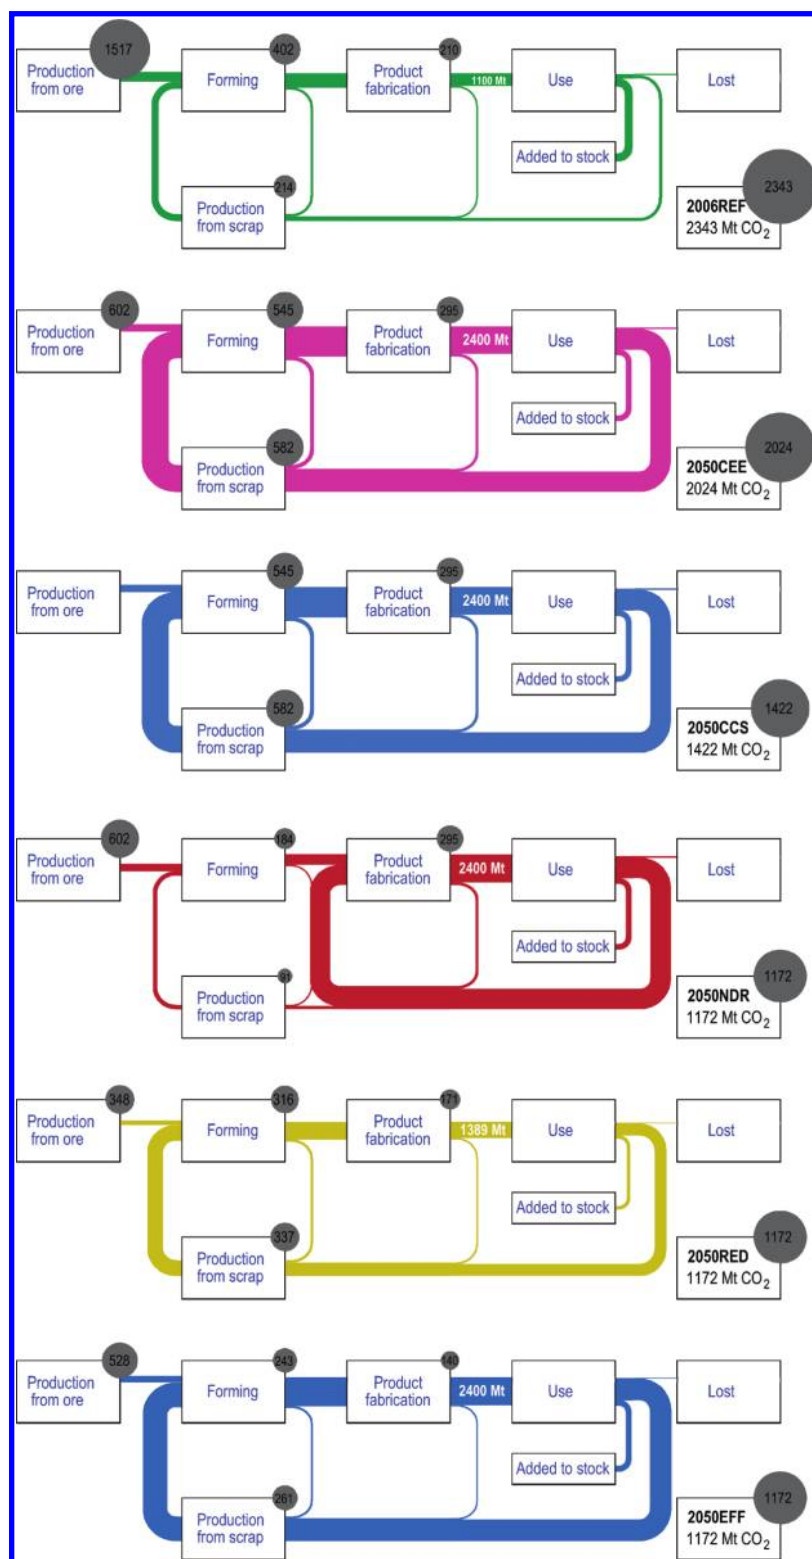 1517
402
210
Production
from ore
Forming
Product
fabrication
1100 Mt
Use
Lost
Added to stock
214
Production
from scrap
2343
2006REF
2343 Mt CO2
602
545
295
Production
from ore
Forming
Product
fabrication
2400 Mt
Use
Lost
Added to stock
582
Production
from scrap
2024
2050CEE
2024 Mt CO2
545
295
Production
from ore
Forming
Product
fabrication
2400 Mt
Use
Lost
Added to stock
582
Production
from scrap
1422
2050CCS
1422 Mt CO2
602
184
295
Production
from ore
Forming
Product
fabrication
2400 Mt
Use
Lost
Added to stock
91
Production
from scrap
1172
2050NDR
1172 Mt CO2
348
316
171
Production
from ore
Forming
Product
fabrication
1389 Mt
Use
Lost
Added to stock
337
Production
from scrap
1172
2050RED
1172 Mt CO2
528
243
140
Production
from ore
Forming
Product
fabrication
2400 Mt
Use
Lost
Added to stock
261
Production
from scrap
1172
2050EFF
1172 Mt CO2